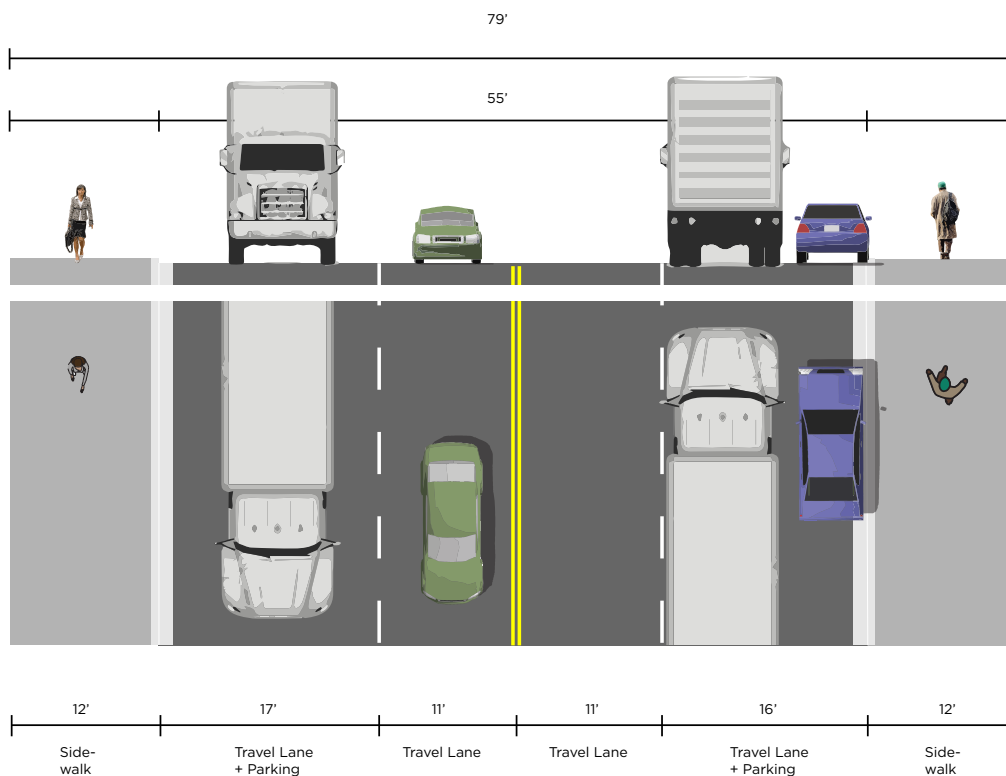 79’
55’
12’ 17’ 11’ 11’ 16’ 12’
Side- Travel Lane Travel Lane Travel Lane Travel Lane Side-
walk + Parking + Parking walk